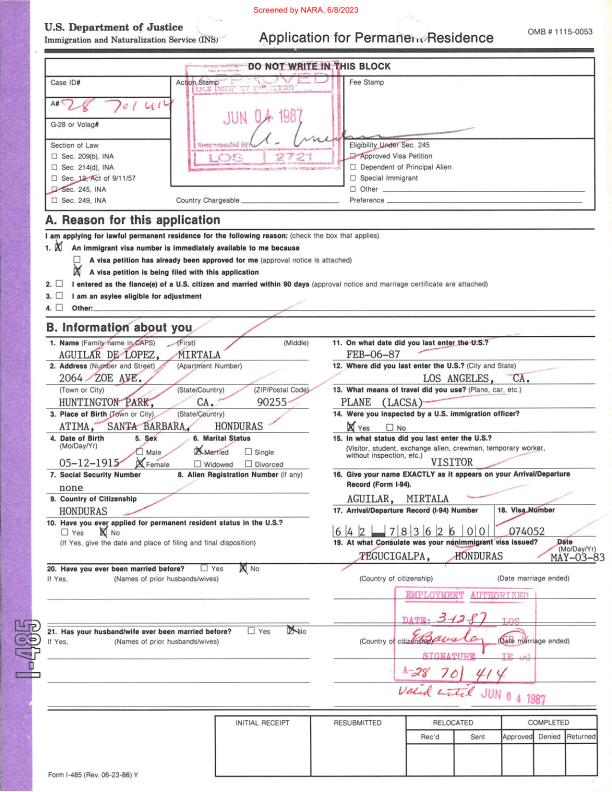 Screened by NARA, 6/8/2023
U.S. Department of Justice
Immigration and Naturalization Service (INS)
Application for Permanent Residence
OMB # 1115-0053
DO NOT WRITE IN THIS BLOCK
Case ID#
Action Stamp
Fee Stamp
A# 28 701 414
G-28 or Volag#
APPROVED
JUN 04 1987
Recommended by
LOS 2721
Section of Law
☐ Sec. 209(b), INA
☐ Sec. 214(d), INA
☐ Sec. 13, Act of 9/11/57
☐ Sec. 245, INA
☐ Sec. 249, INA
Country Chargeable
Eligibility Under Sec. 245
☐ Approved Visa Petition
☐ Dependent of Principal Alien
☐ Special Immigrant
☐ Other
Preference
A. Reason for this application
I am applying for lawful permanent residence for the following reason: (check the box that applies)
1. ☒ An immigrant visa number is immediately available to me because
☐ A visa petition has already been approved for me (approval notice is attached)
☒ A visa petition is being filed with this application
2. ☐ I entered as the fiance(e) of a U.S. citizen and married within 90 days (approval notice and marriage certificate are attached)
3. ☐ I am an asylee eligible for adjustment
4. ☐ Other:
B. Information about you
1. Name (Family name in CAPS) (First) (Middle)
AGUILAR DE LOPEZ, MIRTALA
2. Address (Number and Street) (Apartment Number)
2064 ZOE AVE.
(Town or City) (State/Country) (ZIP/Postal Code)
HUNTINGTON PARK, CA. 90255
3. Place of Birth (Town or City) (State/Country)
ATIMA, SANTA BARBARA, HONDURAS
4. Date of Birth (Mo/Day/Yr)
05-12-1915
5. Sex
☐ Male
☒ Female
6. Marital Status
☒ Married ☐ Single
☐ Widowed ☐ Divorced
7. Social Security Number
none
8. Alien Registration Number (if any)
9. Country of Citizenship
HONDURAS
10. Have you ever applied for permanent resident status in the U.S.?
☐ Yes ☒ No
(If Yes, give the date and place of filing and final disposition)
11. On what date did you last enter the U.S.?
FEB-06-87
12. Where did you last enter the U.S.? (City and State)
LOS ANGELES, CA.
13. What means of travel did you use? (Plane, car, etc.)
PLANE (LACSA)
14. Were you inspected by a U.S. immigration officer?
☒ Yes ☐ No
15. In what status did you last enter the U.S.?
(Visitor, student, exchange alien, crewman, temporary worker,
without inspection, etc.)
VISITOR
16. Give your name EXACTLY as it appears on your Arrival/Departure
Record (Form I-94).
AGUILAR, MIRTALA
17. Arrival/Departure Record (I-94) Number
642 783626 00
18. Visa Number
074052
19. At what Consulate was your nonimmigrant visa issued?
TEGUCIGALPA, HONDURAS
Date (Mo/Day/Yr)
MAY-03-83
20. Have you ever been married before? ☐ Yes ☒ No
If Yes, (Names of prior husbands/wives) (Country of citizenship) (Date marriage ended)
21. Has your husband/wife ever been married before? ☐ Yes ☒ No
If Yes, (Names of prior husbands/wives) (Country of citizenship) (Date marriage ended)
EMPLOYMENT AUTHORIZED
DATE: 3-12-87 LOS
SIGNATURE
A-28 701 414
Valid until JUN 04 1987
I-485
INITIAL RECEIPT
RESUBMITTED
RELOCATED
Rec'd Sent
COMPLETED
Approved Denied Returned
Form I-485 (Rev. 06-23-86) Y